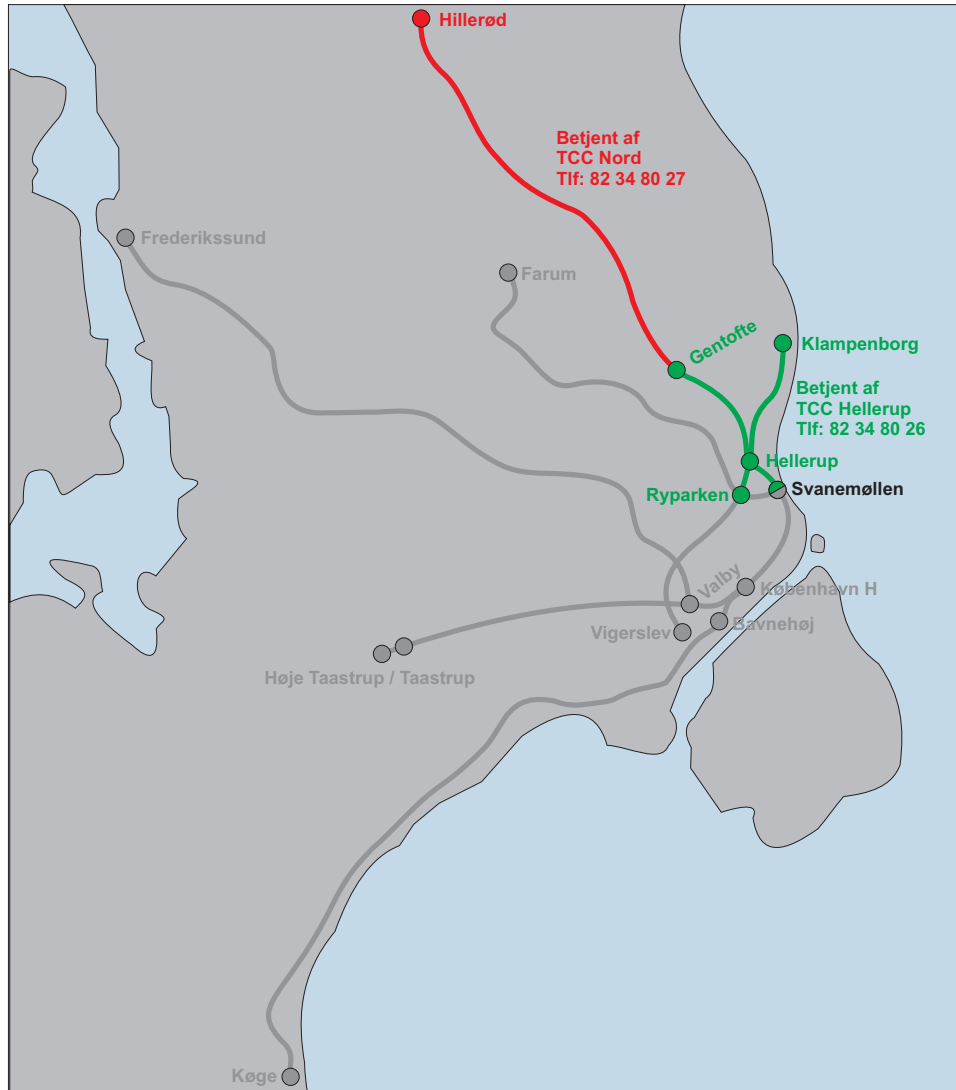 Hillerød
Betjent af
TCC Nord
Tlf: 82 34 80 27
Frederikssund
Farum
Gentofte
Klampenborg
Betjent af
TCC Hellerup
Tlf: 82 34 80 26
Hellerup
Ryparken
Svanemøllen
Valby
København H
Vigerslev
Bavnehøj
Høje Taastrup / Taastrup
Køge